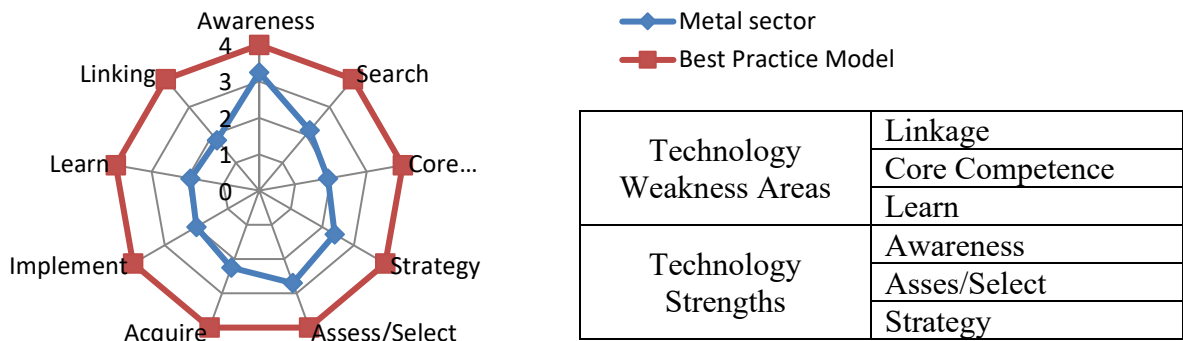 Awareness
4
Linking
3
Search
2
1
Learn
0
Core...
Implement
Strategy
Acquire
Assess/Select
Metal sector
Best Practice Model
Technology
Weakness Areas
Linkage
Core Competence
Learn
Technology
Strengths
Awareness
Asses/Select
Strategy